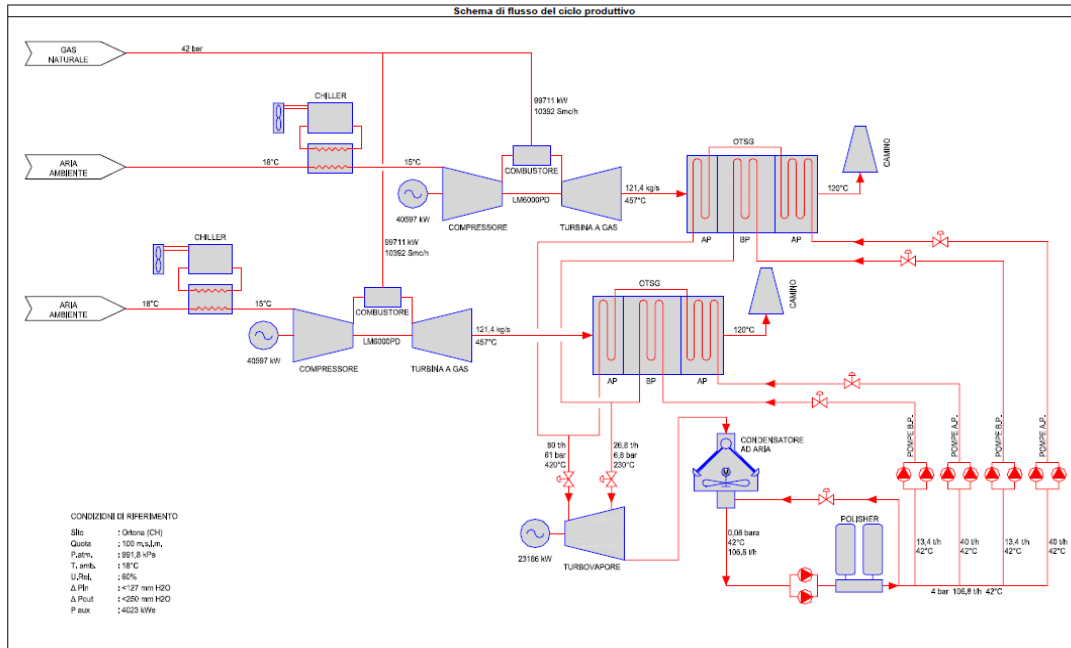 Schema di flusso del ciclo produttivo
GAS
NATURALE
42 bar
CHILLER
99711 kW
10392 Smc/h
ARIA
AMBIENTE
18°C
15°C
COMBUSTORE
LM6000PD
40597 kW
COMPRESSORE
TURBINA A GAS
121,4 kg/s
457°C
OTSG
AP
BP
AP
120°C
CAMINO
CHILLER
99711 kW
10392 Smc/h
ARIA
AMBIENTE
18°C
15°C
COMBUSTORE
LM6000PD
40597 kW
COMPRESSORE
TURBINA A GAS
121,4 kg/s
457°C
OTSG
AP
BP
AP
120°C
CAMINO
80 t/h
61 bar
420°C
26,8 t/h
6,8 bar
230°C
CONDENSATORE
AD ARIA
POMPE B.P.
POMPE A.P.
POMPE B.P.
POMPE A.P.
23166 kW
TURBOVAPORE
0,08 bara
42°C
106,8 t/h
POLISHER
13,4 t/h
42°C
40 t/h
42°C
13,4 t/h
42°C
40 t/h
42°C
4 bar 106,8 t/h 42°C
CONDIZIONI DI RIFERIMENTO
Sito : Ortona (CH)
Quota : 100 m.s.l.m.
P.atm. : 991,8 kPa
T. amb. : 18°C
U.Rel. : 60%
Δ Pin : <127 mm H2O
Δ Pout : <250 mm H2O
P aux : 4023 kWe